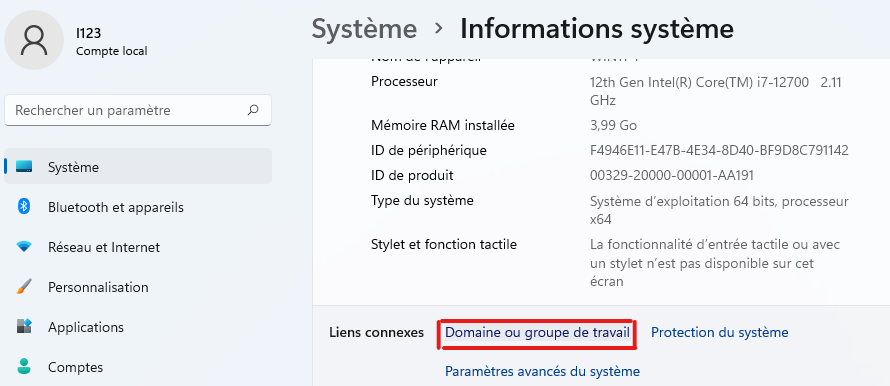 l123
Compte local
Rechercher un paramètre
Système
Bluetooth et appareils
Réseau et Internet
Personnalisation
Applications
Comptes
Système > Informations système
Processeur 12th Gen Intel(R) Core(TM) i7-12700 2.11
GHz
Mémoire RAM installée 3,99 Go
ID de périphérique F4946E11-E47B-4E34-8D40-BF9D8C791142
ID de produit 00329-20000-00001-AA191
Type du système Système d'exploitation 64 bits, processeur
x64
Stylet et fonction tactile La fonctionnalité d'entrée tactile ou avec
un stylet n'est pas disponible sur cet
écran
Liens connexes Domaine ou groupe de travail Protection du système
Paramètres avancés du système